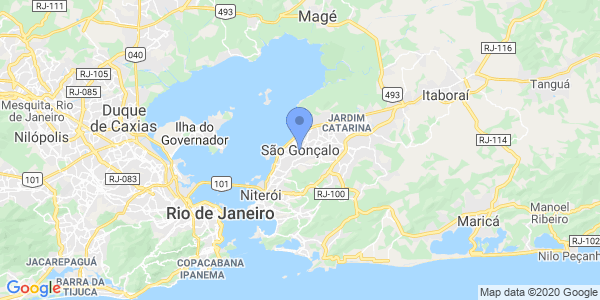 RJ-111
493
Magé
040
RJ-116
RJ-105
Tanguá
RJ-085
493
Itaboraí
Mesquita, Rio
de Janeiro
Duque
de Caxias
JARDIM
CATARINA
Ilha do
Governador
Nilópolis
São Gonçalo
RJ-114
101
RJ-083
101
Niterói
RJ-100
Manoel
Ribeiro
Rio de Janeiro
Maricá
101
RJ-102
Nilo Peçanh
JACAREPAGUÁ
COPACABANA
IPANEMA
BARRA DA
TIJUCA
Google
Map data ©2020 Google